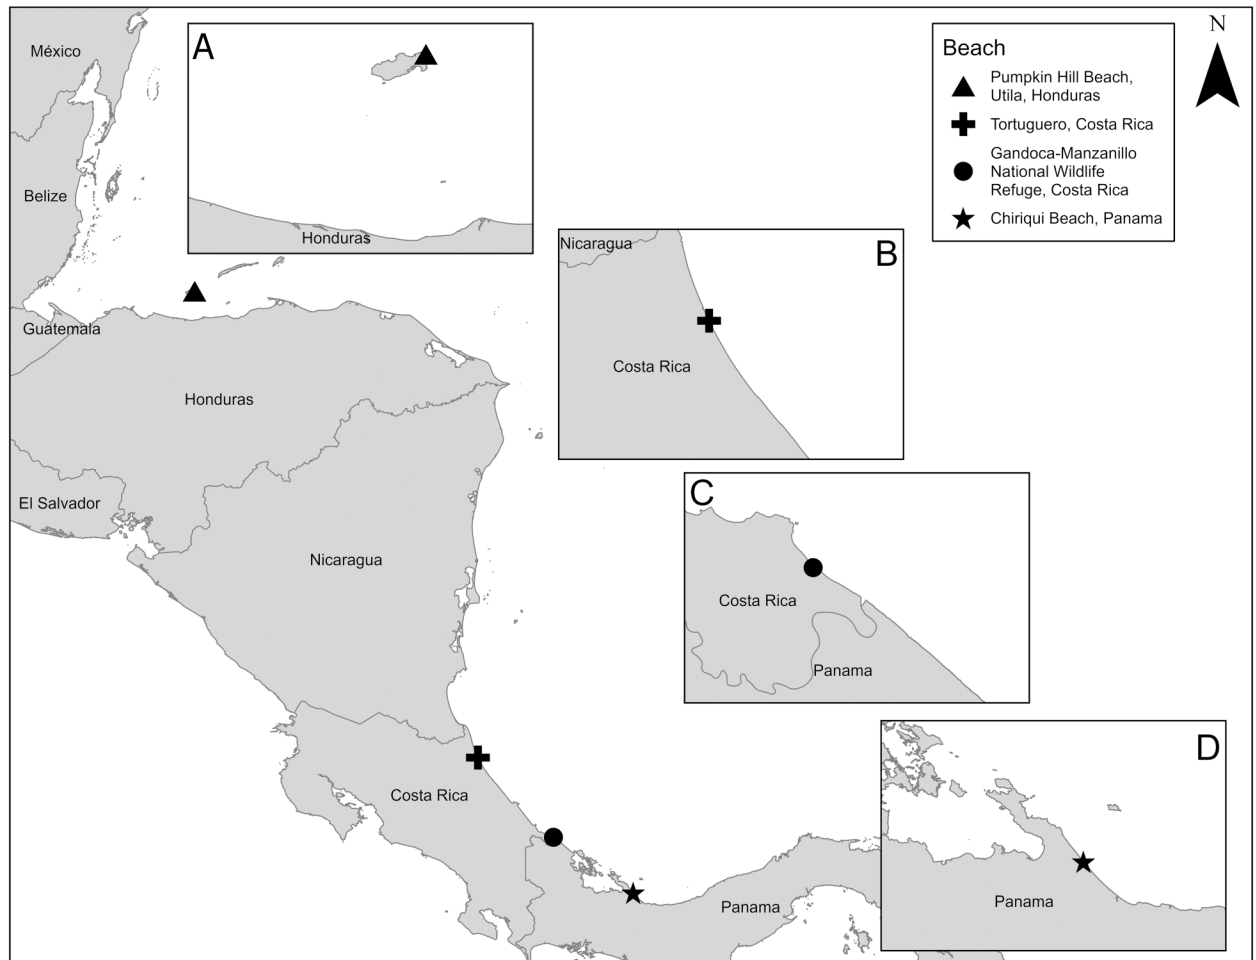 México
Belize
Guatemala
Honduras
El Salvador
Nicaragua
Costa Rica
Panama
A
Honduras
Nicaragua
B
Costa Rica
C
Costa Rica
Panama
D
Panama
Beach
Pumpkin Hill Beach,
Utila, Honduras
Tortuguero, Costa Rica
Gandoca-Manzanillo
National Wildlife
Refuge, Costa Rica
Chiriqui Beach, Panama
N